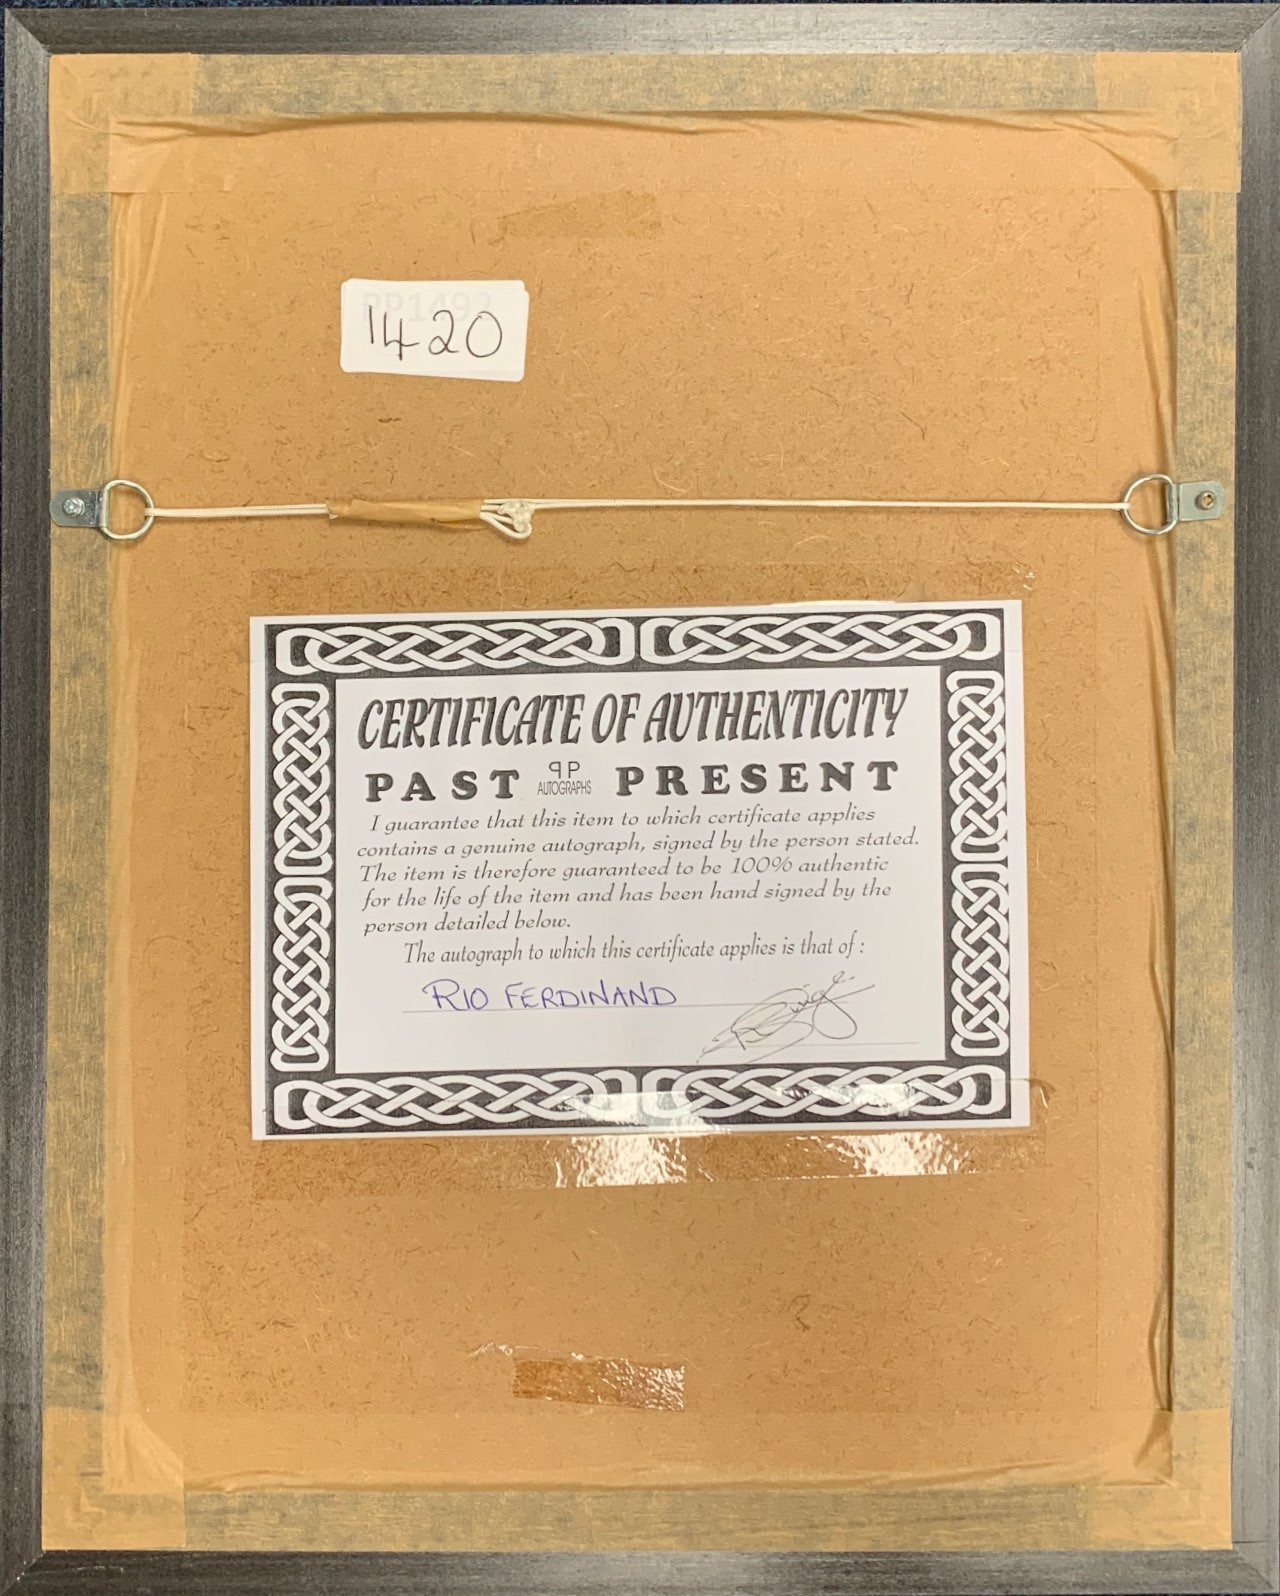 PP1492
1420
CERTIFICATE OF AUTHENTICITY
PAST PP AUTOGRAPHS PRESENT
I guarantee that this item to which certificate applies
contains a genuine autograph, signed by the person stated.
The item is therefore guaranteed to be 100% authentic
for the life of the item and has been hand signed by the
person detailed below.
The autograph to which this certificate applies is that of :
RIO FERDINAND